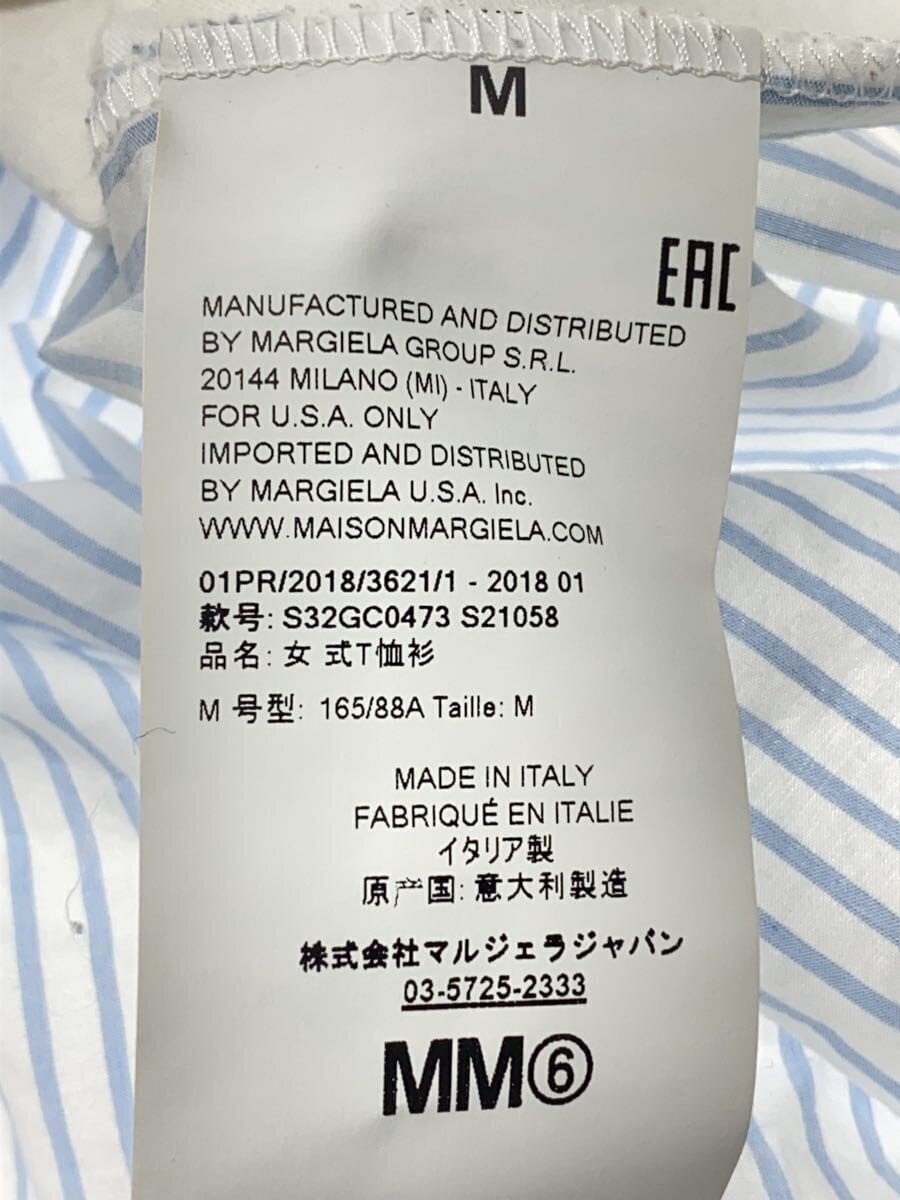 M
EAC
MANUFACTURED AND DISTRIBUTED
BY MARGIELA GROUP S.R.L.
20144 MILANO (MI) - ITALY
FOR U.S.A. ONLY
IMPORTED AND DISTRIBUTED
BY MARGIELA U.S.A. Inc.
WWW.MAISONMARGIELA.COM
01PR/2018/3621/1 - 2018 01
款号: S32GC0473 S21058
品名: 女 式T恤衫
M 号型: 165/88A Taille: M
MADE IN ITALY
FABRIQUÉ EN ITALIE
イタリア製
原产国: 意大利製造
株式会社マルジェラジャパン
03-5725-2333
MM⑥